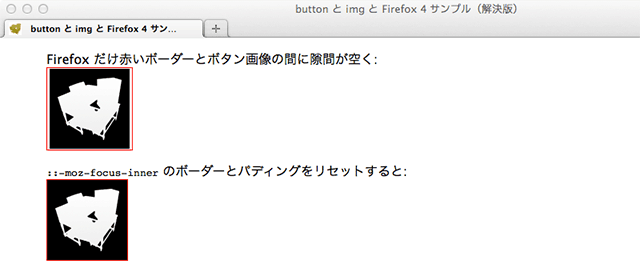 button と img と Firefox 4 サンプル（解決版）
button と img と Firefox 4 サン...
Firefox だけ赤いボーダーとボタン画像の間に隙間が空く:
::-moz-focus-inner のボーダーとパディングをリセットすると: